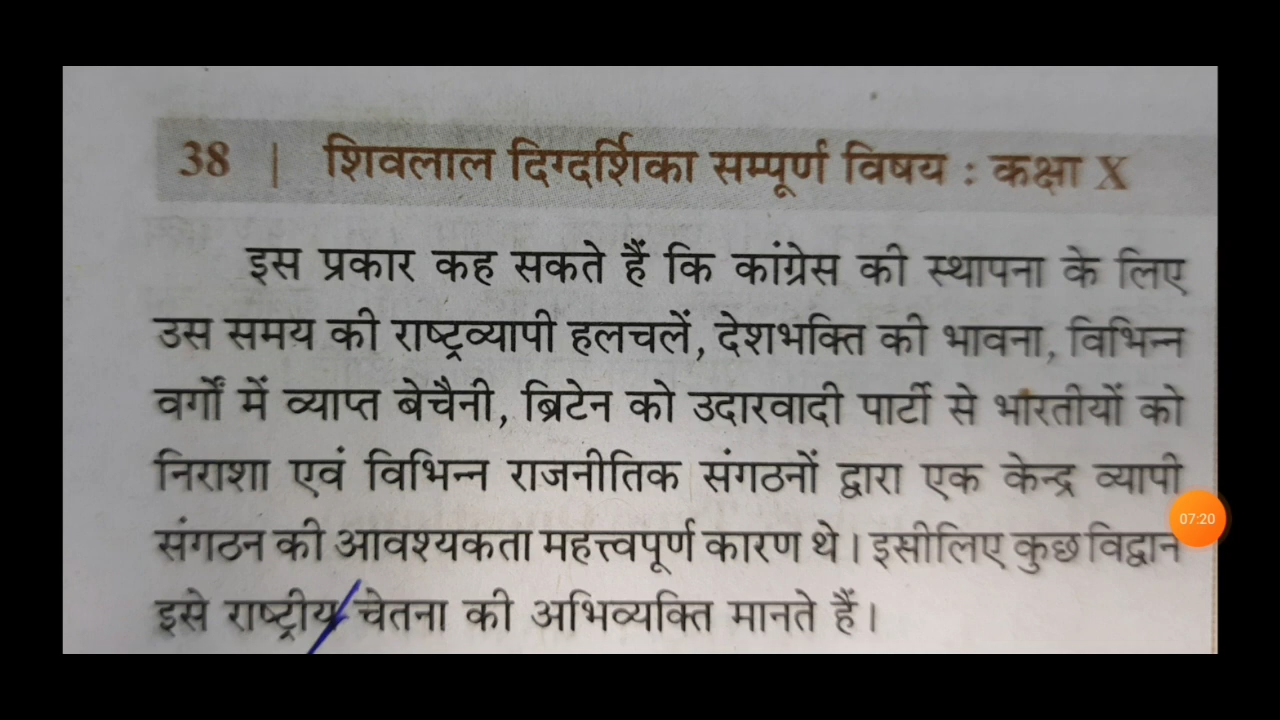 38 | शिवलाल दिग्दर्शिका सम्पूर्ण विषय : कक्षा X
इस प्रकार कह सकते हैं कि कांग्रेस की स्थापना के लिए
उस समय की राष्ट्रव्यापी हलचलें, देशभक्ति की भावना, विभिन्न
वर्गों में व्याप्त बेचैनी, ब्रिटेन को उदारवादी पार्टी से भारतीयों को
निराशा एवं विभिन्न राजनीतिक संगठनों द्वारा एक केन्द्र व्यापी
संगठन की आवश्यकता महत्त्वपूर्ण कारण थे। इसीलिए कुछ विद्वान
इसे राष्ट्रीय चेतना की अभिव्यक्ति मानते हैं।
07:20